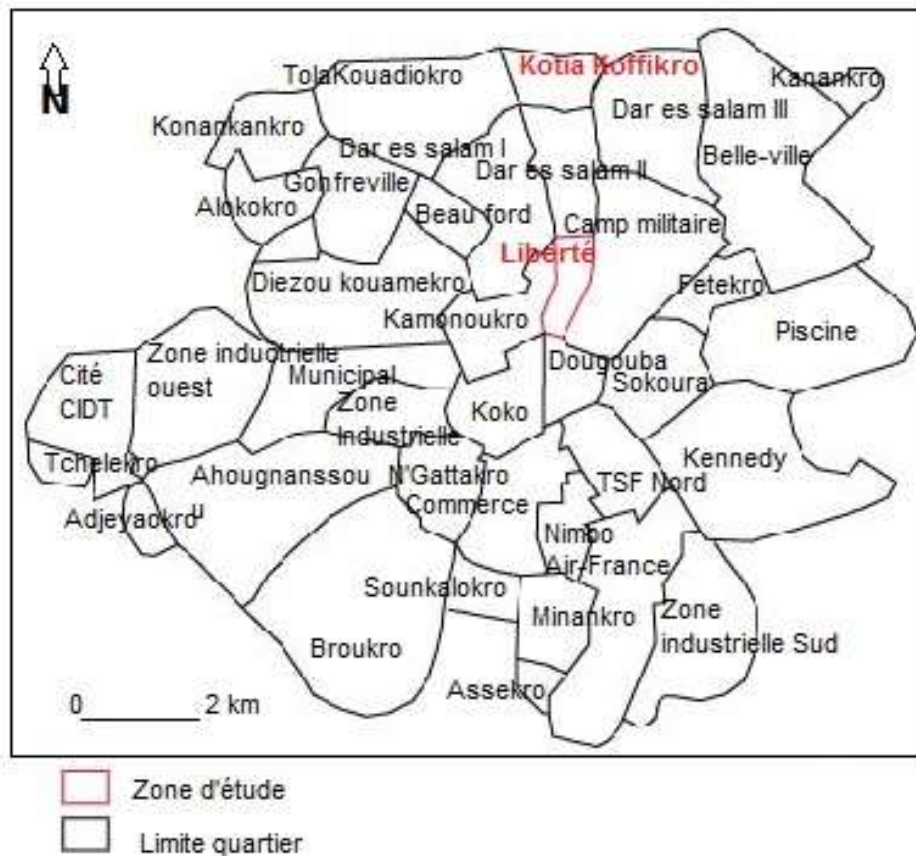 Kotia Koffikro
TolaKouadiokro
Kanankro
N
Dar es salam III
Konankankro
Dar es salam I
Belle-ville
Dar es salam II
Gonfreville
Alokokro
Beau ford
Camp militaire
Liberté
Diezou kouamekro
Petekro
Kamonoukro
Piscine
Zone inductrielle
ouest
Dougouba
Cité
CIDT
Municipal
Sokoura
Zone
Industrielle
Koko
Tchelekro
Ahougnanssou
u
N'Gattakro
Kennedy
TSF Nord
Commerce
Adjeyaokro
Nimbo
Air-France
Sounkalokro
Minankro
Zone
industrielle Sud
Broukro
Assekro
0 2 km
Zone d'étude
Limite quartier